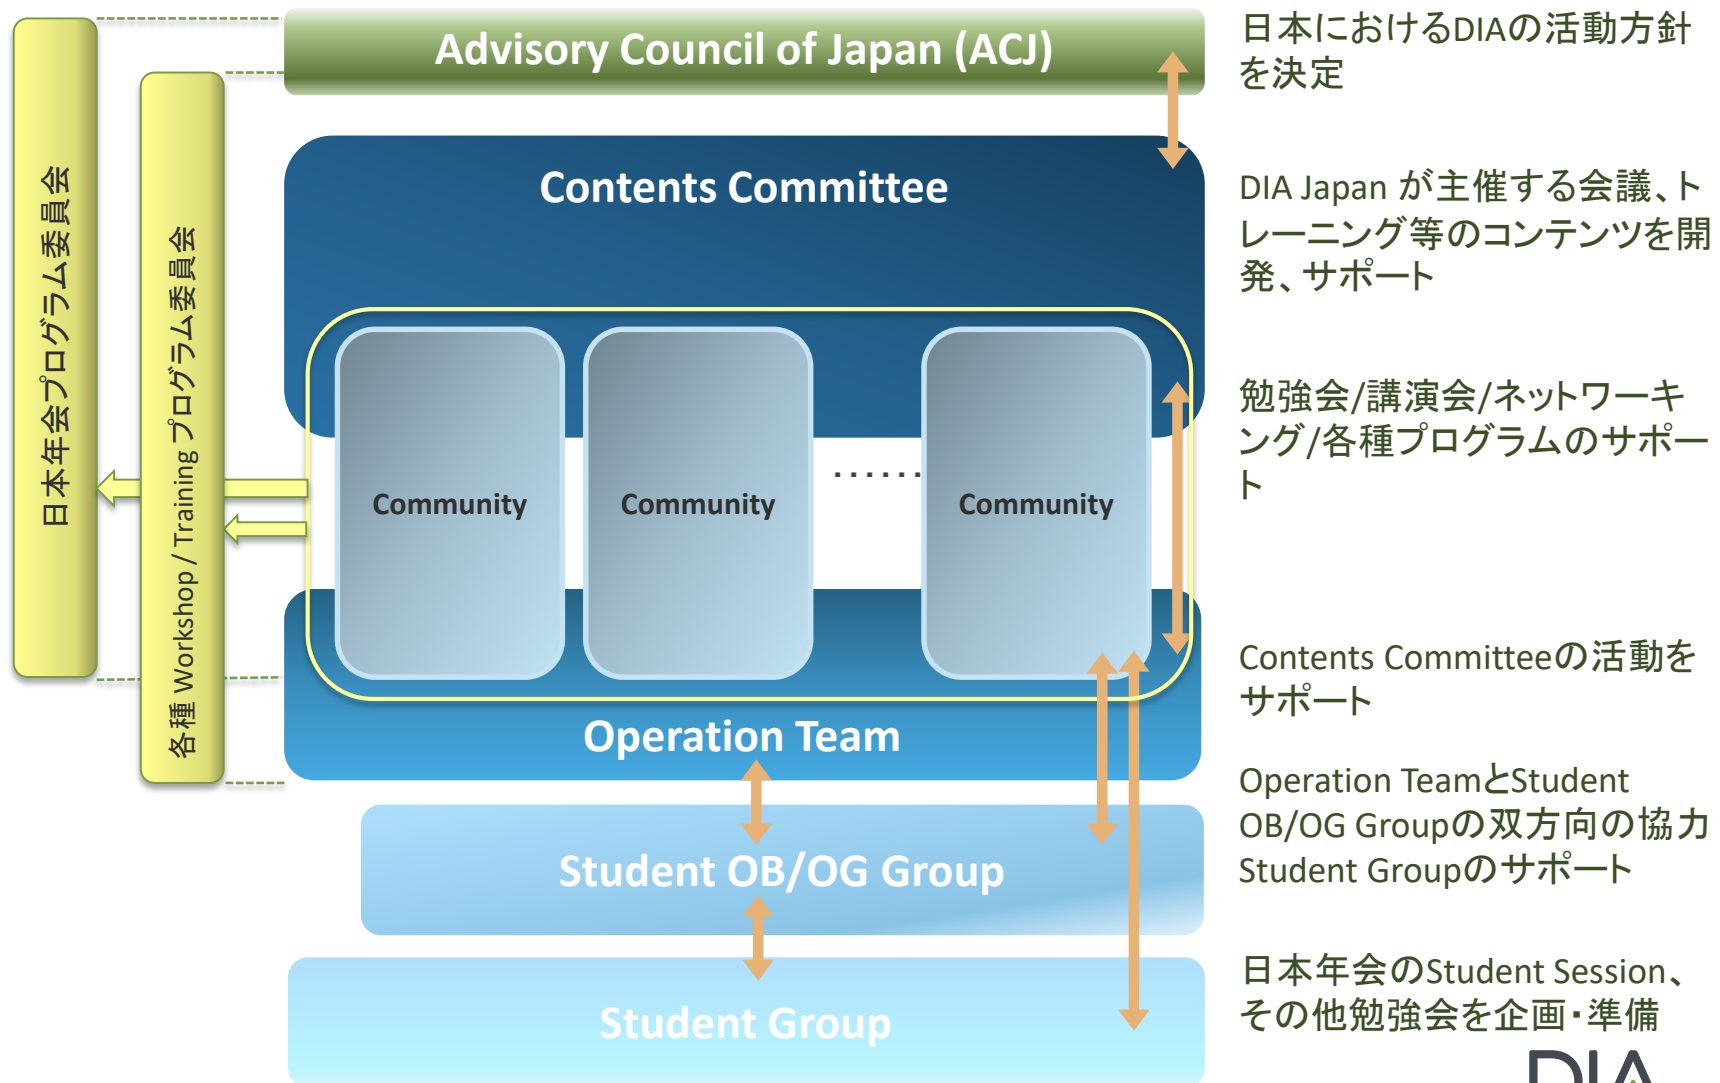 Advisory Council of Japan (ACJ)
日本におけるDIAの活動方針
を決定
日本年会プログラム委員会
各種 Workshop / Training プログラム委員会
Contents Committee
DIA Japan が主催する会議、ト
レーニング等のコンテンツを開
発、サポート
Community
Community
......
Community
勉強会/講演会/ネットワーキ
ング/各種プログラムのサポー
ト
Operation Team
Contents Committeeの活動を
サポート
Student OB/OG Group
Operation TeamとStudent
OB/OG Groupの双方向の協力
Student Groupのサポート
Student Group
日本年会のStudent Session、
その他勉強会を企画・準備
DIA